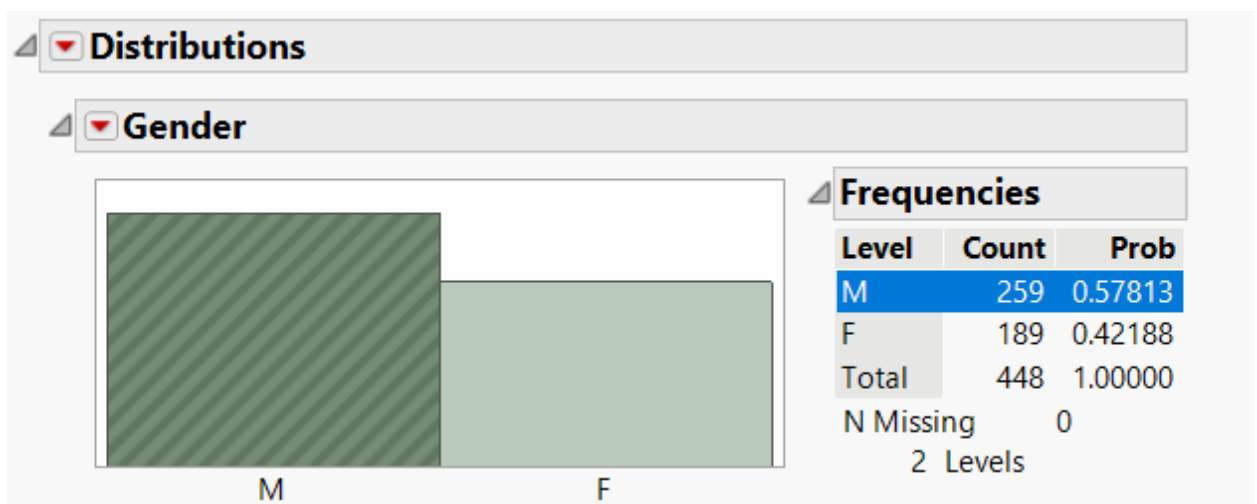 Distributions
Gender
M F
Frequencies
Level Count Prob
M 259 0.57813
F 189 0.42188
Total 448 1.00000
N Missing 0
2 Levels